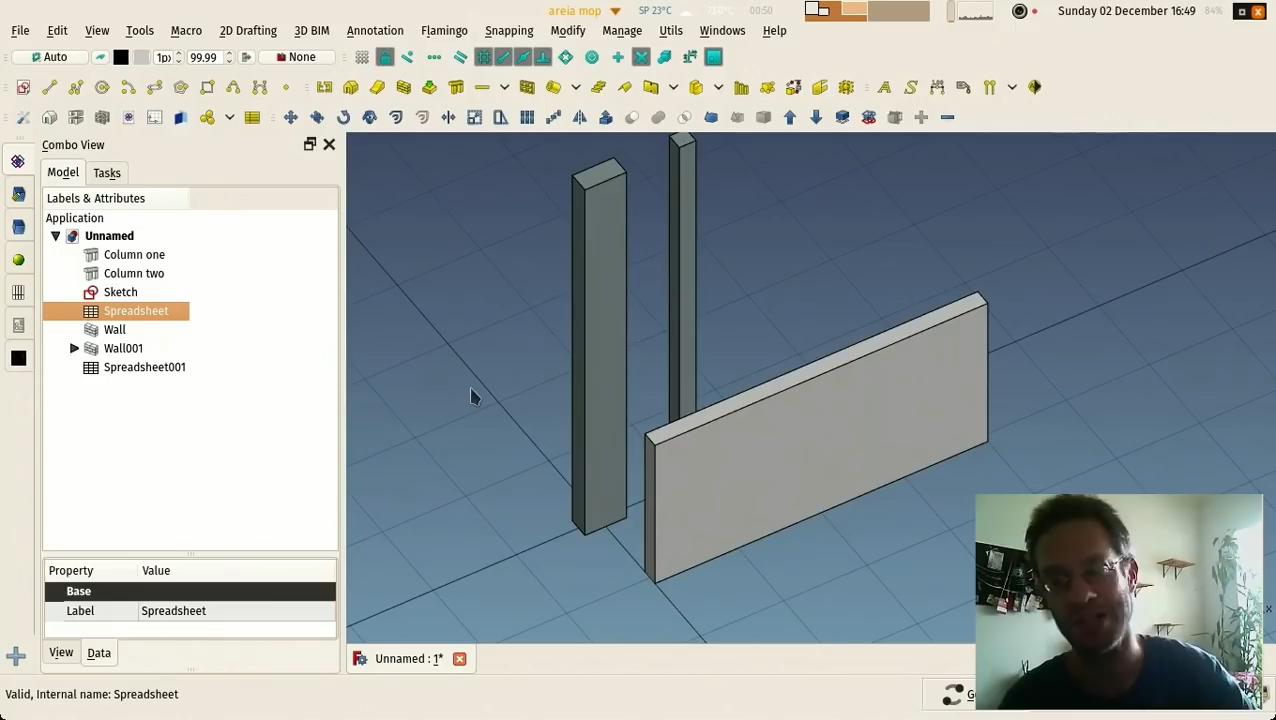 areia mop SP 23°C 00:50 Sunday 02 December 16:49 84%
File Edit View Tools Macro 2D Drafting 3D BIM Annotation Flamingo Snapping Modify Manage Utils Windows Help
Auto 1p 99.99 None
Combo View
Model Tasks
Labels & Attributes
Application
Unnamed
Column one
Column two
Sketch
Spreadsheet
Wall
Wall001
Spreadsheet001
Property Value
Base
Label Spreadsheet
View Data
Unnamed : 1*
Valid, Internal name: Spreadsheet